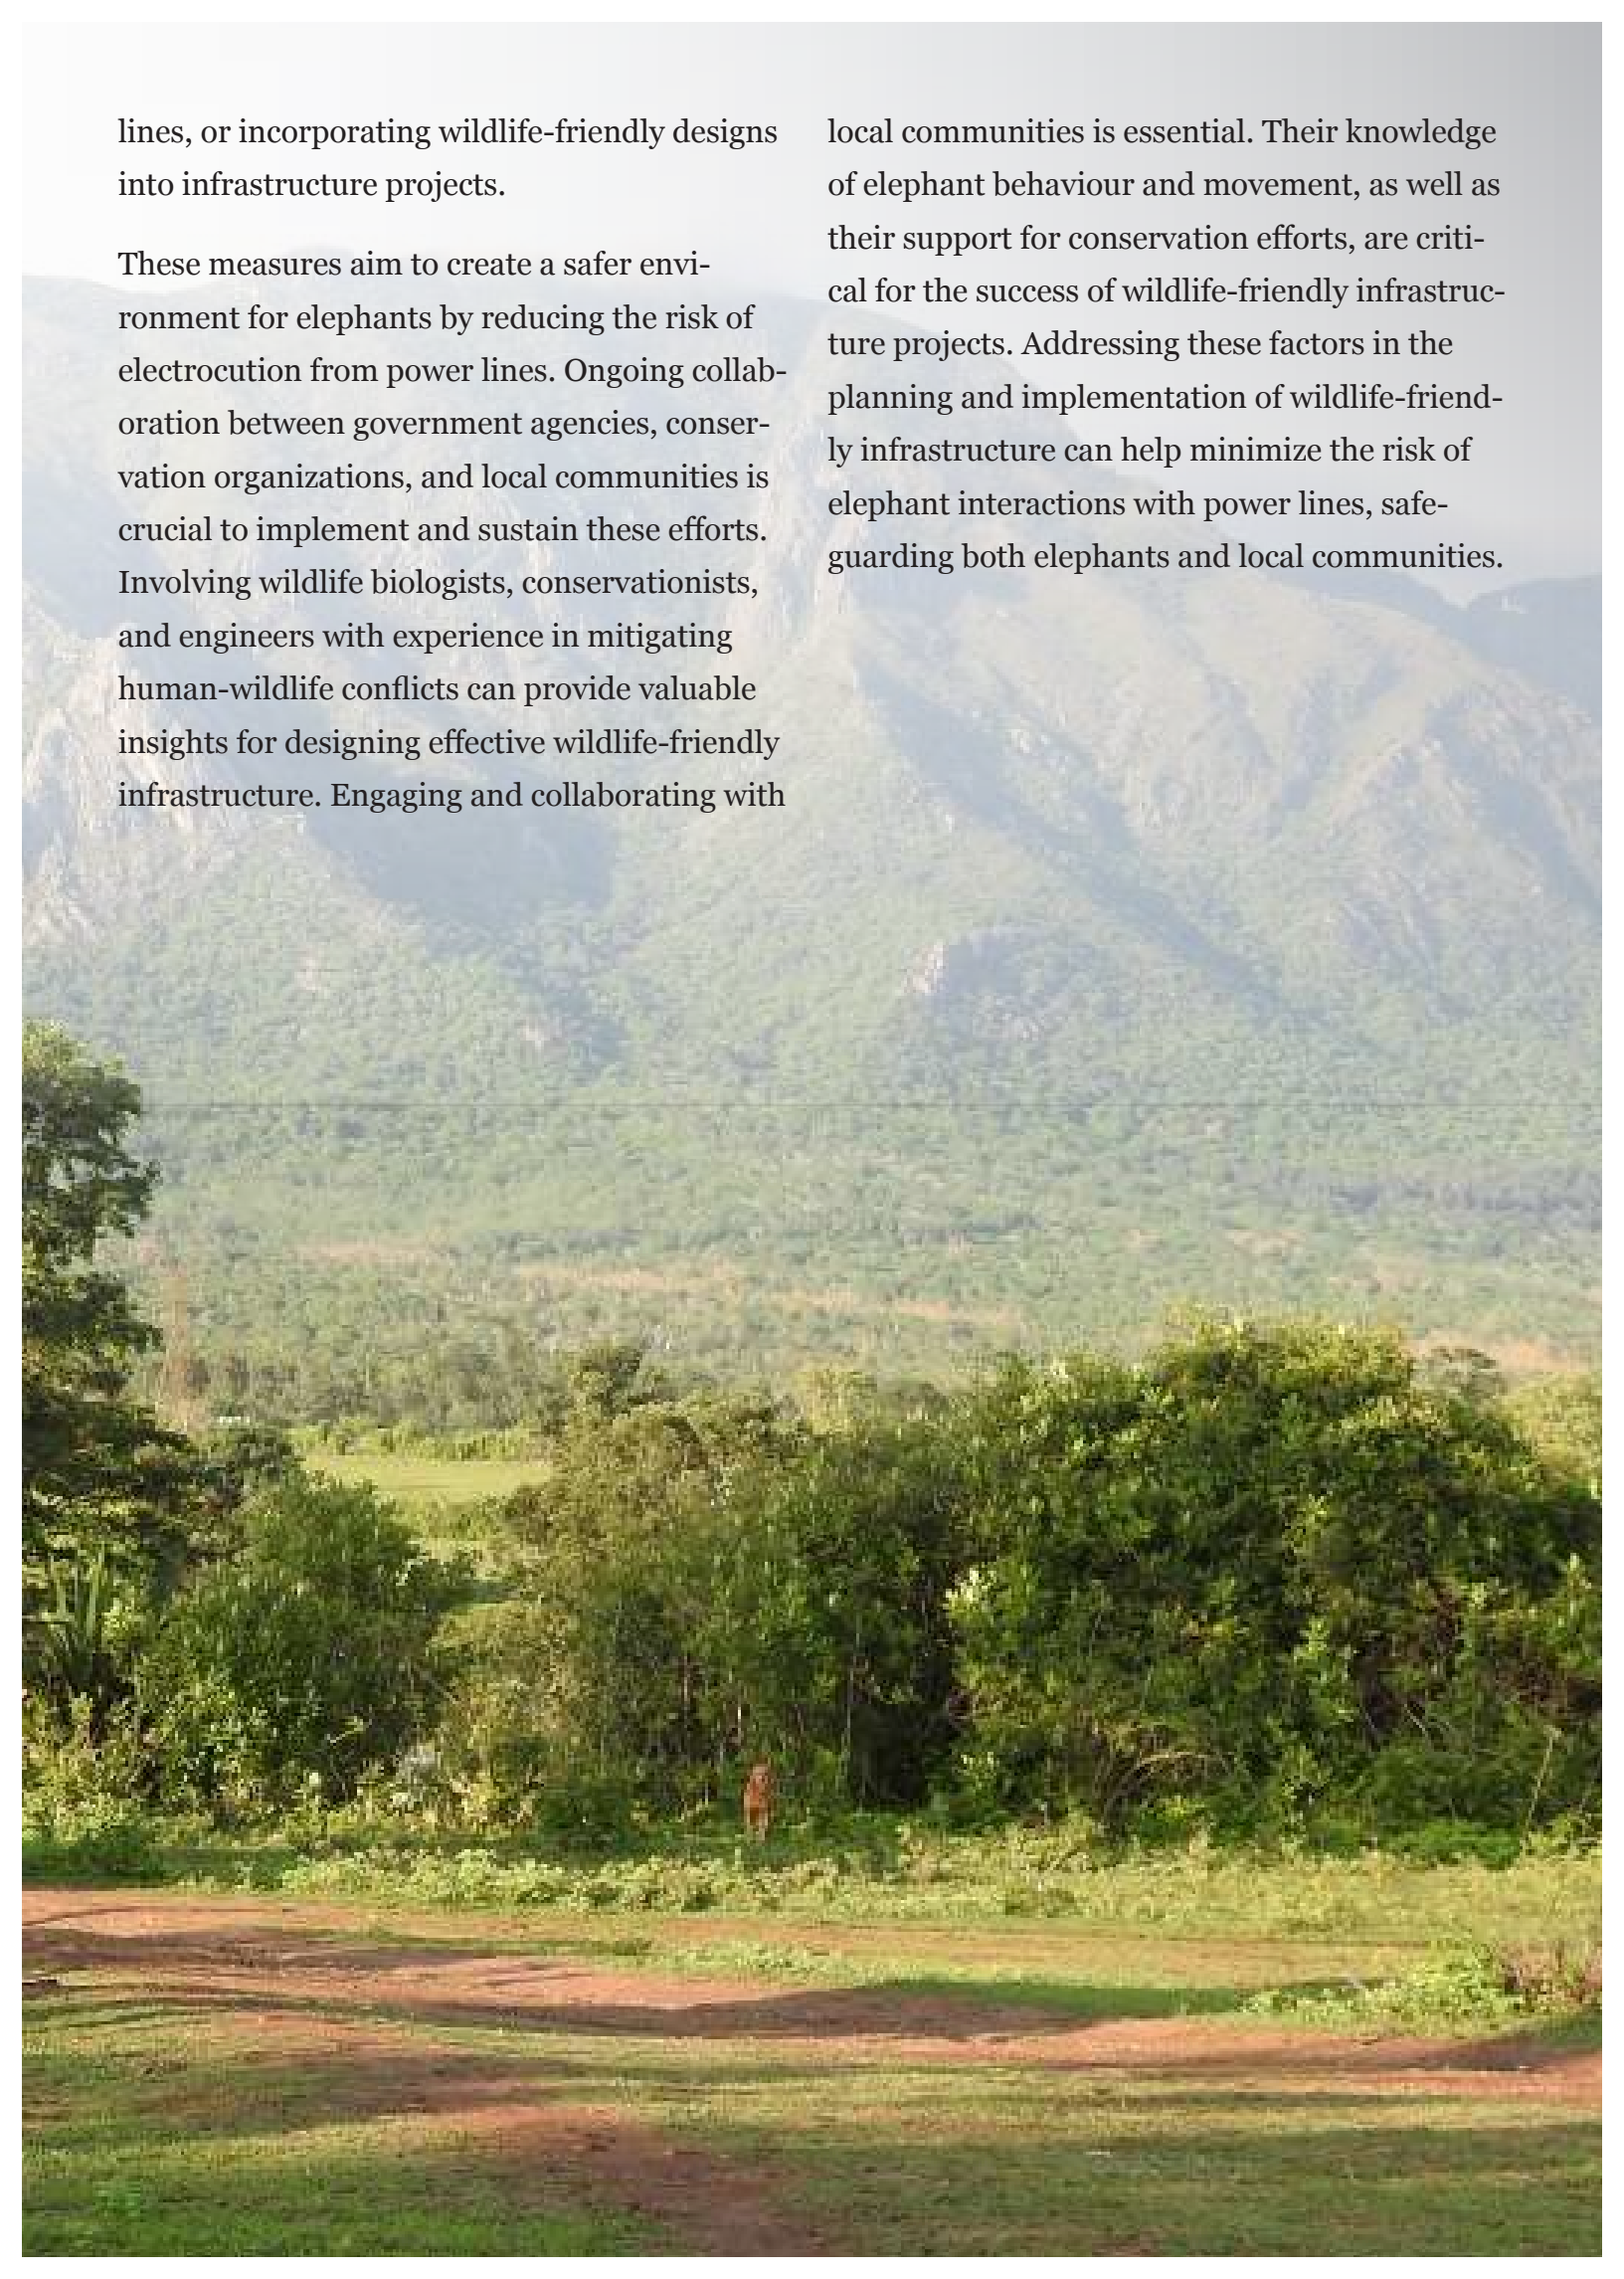 lines, or incorporating wildlife-friendly designs
into infrastructure projects.
These measures aim to create a safer envi-
ronment for elephants by reducing the risk of
electrocution from power lines. Ongoing collab-
oration between government agencies, conser-
vation organizations, and local communities is
crucial to implement and sustain these efforts.
Involving wildlife biologists, conservationists,
and engineers with experience in mitigating
human-wildlife conflicts can provide valuable
insights for designing effective wildlife-friendly
infrastructure. Engaging and collaborating with
local communities is essential. Their knowledge
of elephant behaviour and movement, as well as
their support for conservation efforts, are criti-
cal for the success of wildlife-friendly infrastruc-
ture projects. Addressing these factors in the
planning and implementation of wildlife-friend-
ly infrastructure can help minimize the risk of
elephant interactions with power lines, safe-
guarding both elephants and local communities.